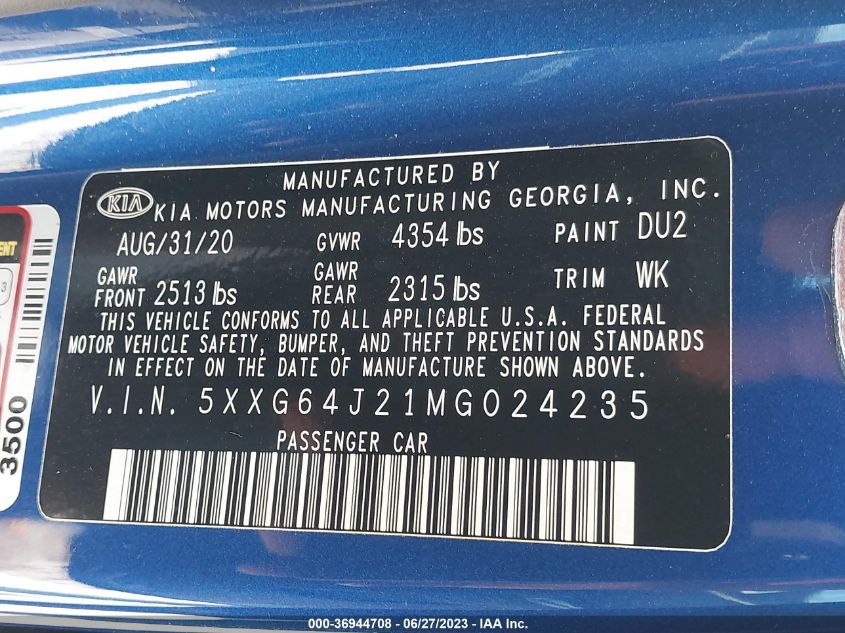 MANUFACTURED BY
KIA KIA MOTORS MANUFACTURING GEORGIA, INC.
AUG/31/20 GVWR 4354 lbs PAINT DU2
GAWR FRONT 2513 lbs GAWR REAR 2315 lbs TRIM WK
THIS VEHICLE CONFORMS TO ALL APPLICABLE U.S.A. FEDERAL
MOTOR VEHICLE SAFETY, BUMPER, AND THEFT PREVENTION STANDARDS
IN EFFECT ON THE DATE OF MANUFACTURE SHOWN ABOVE.
V.I.N. 5XXG64J21MG024235
PASSENGER CAR
3500
000-36944708 - 06/27/2023 - IAA Inc.